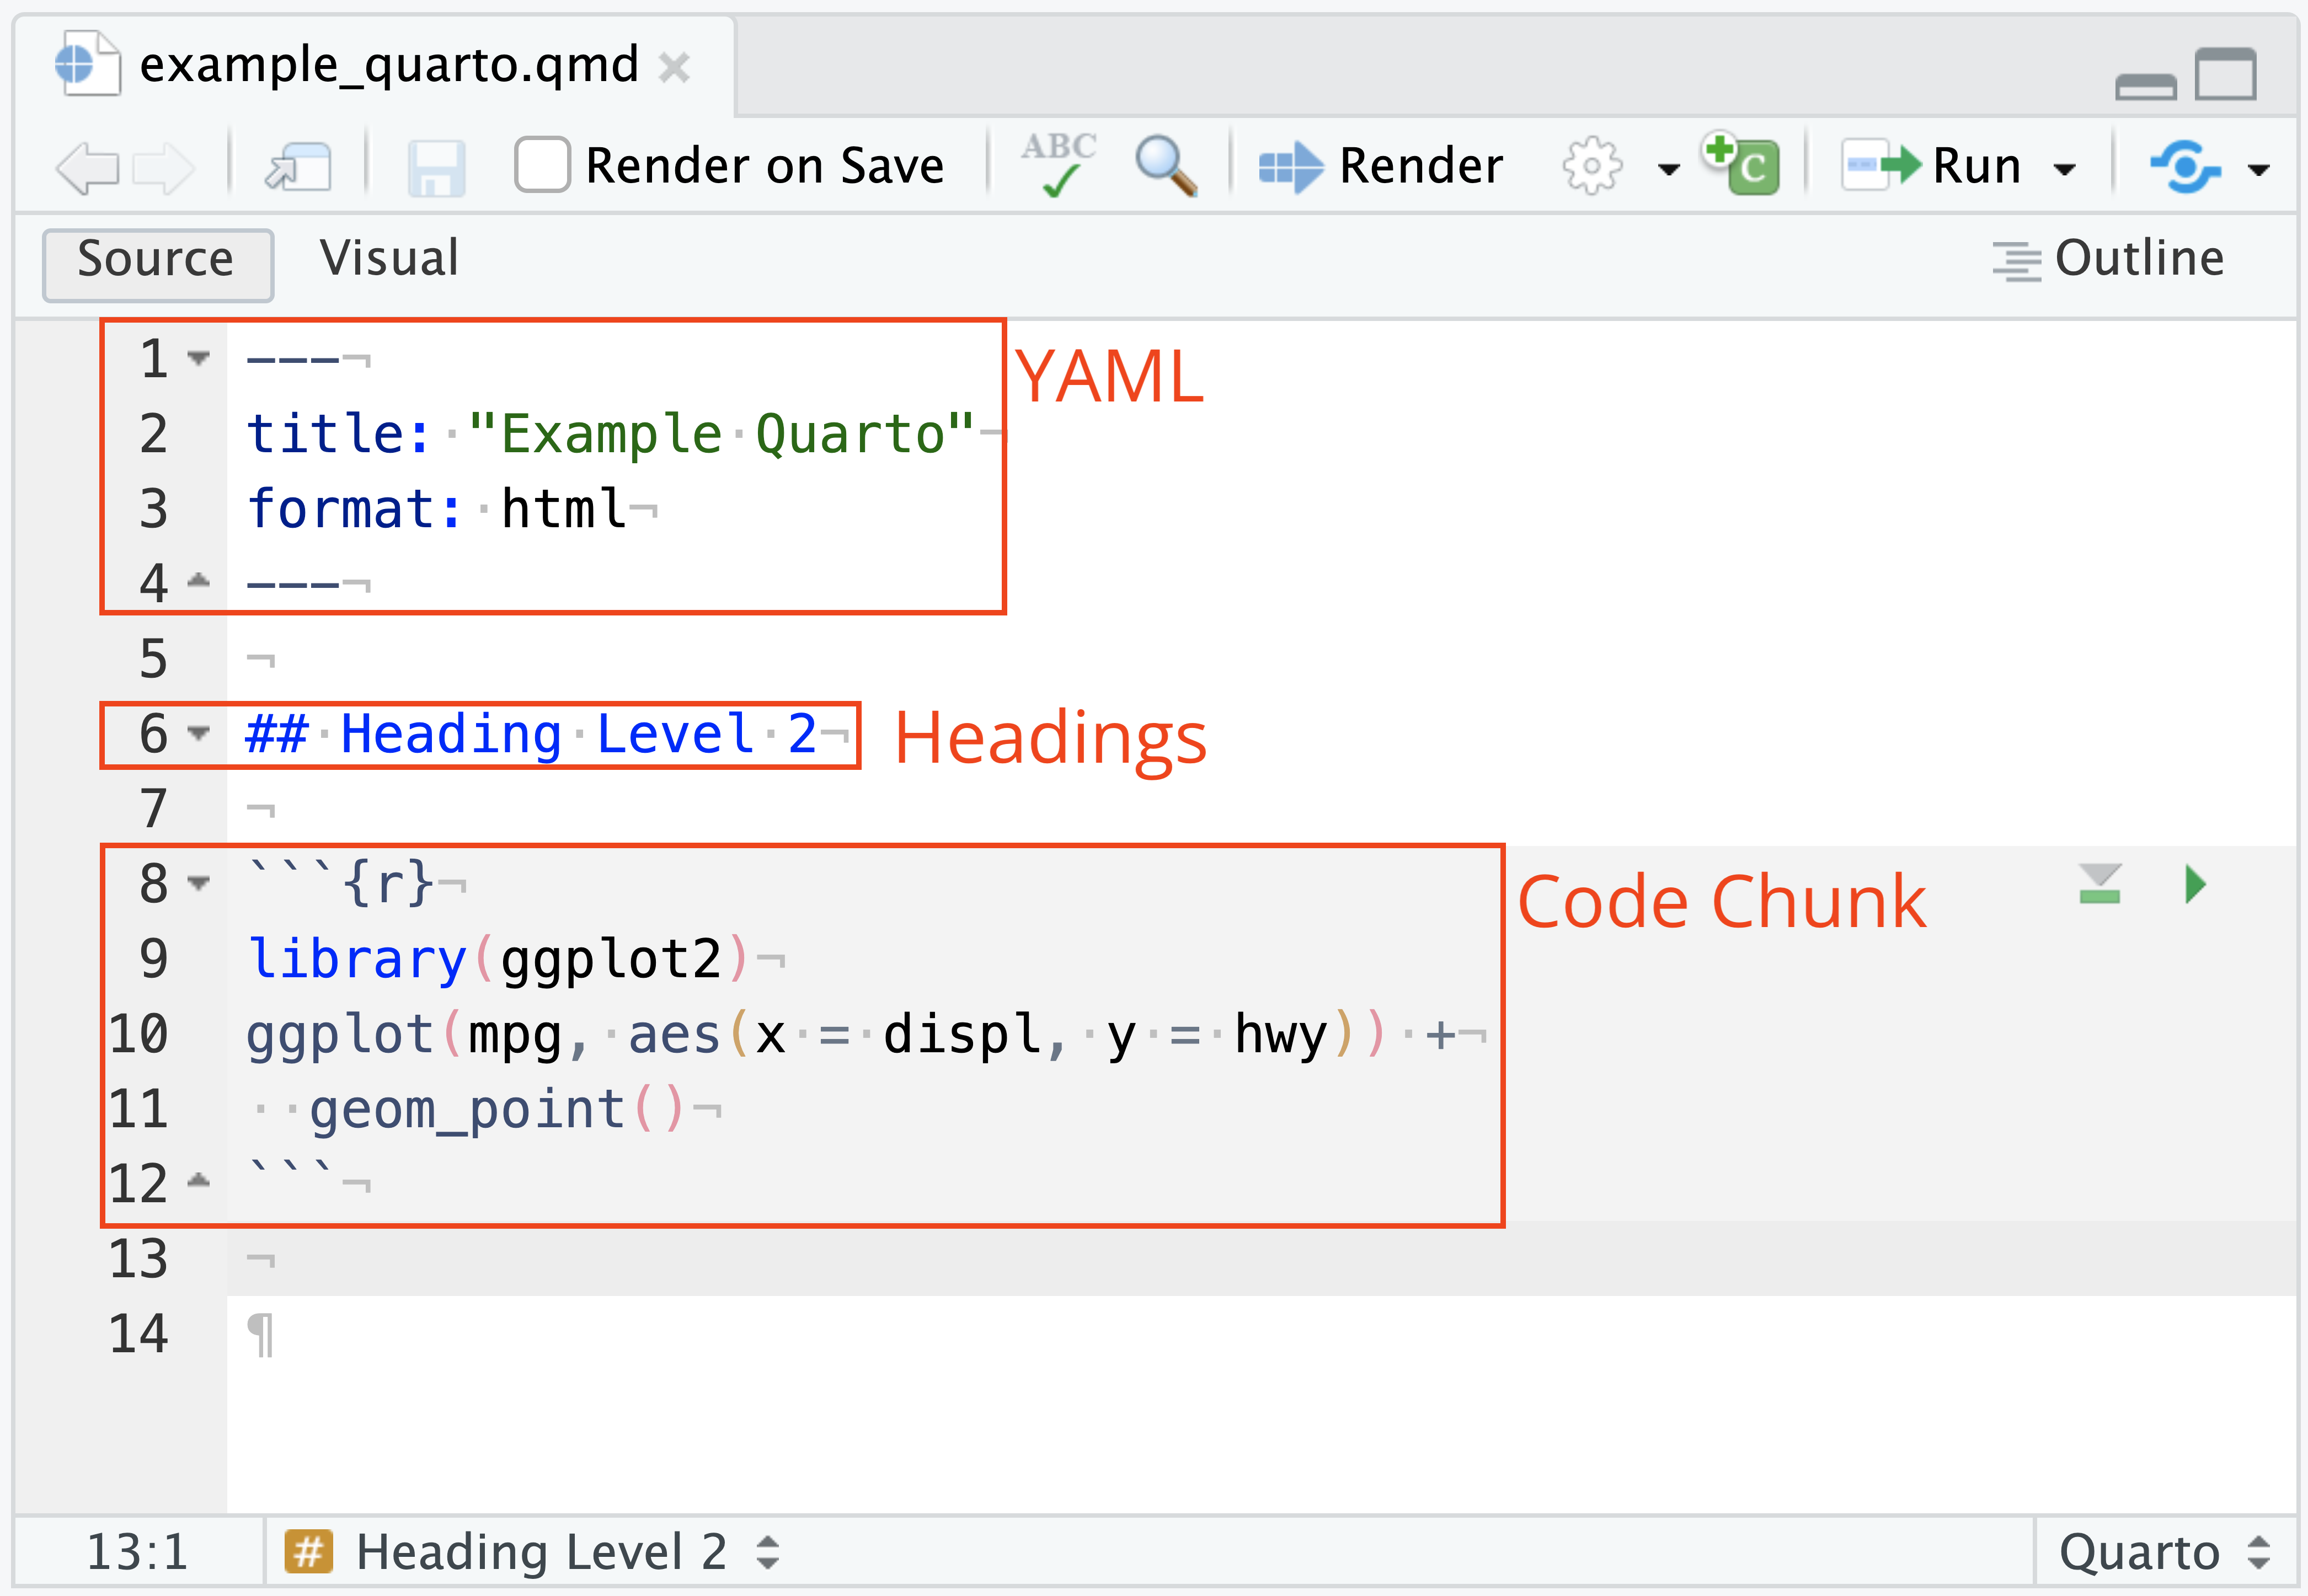 example_quarto.qmd
Render on Save ABC Render C Run
Source Visual Outline
1 ---¬ YAML
2 title:·"Example·Quarto"¬
3 format:·html¬
4 ---¬
5 ¬
6 ##·Heading·Level·2¬ Headings
7 ¬
8 ```{r}¬ Code Chunk
9 library(ggplot2)¬
10 ggplot(mpg,·aes(x·=·displ,·y·=·hwy))·+¬
11 ··geom_point()¬
12 ```¬
13 ¬
14 ¶
13:1 # Heading Level 2 Quarto